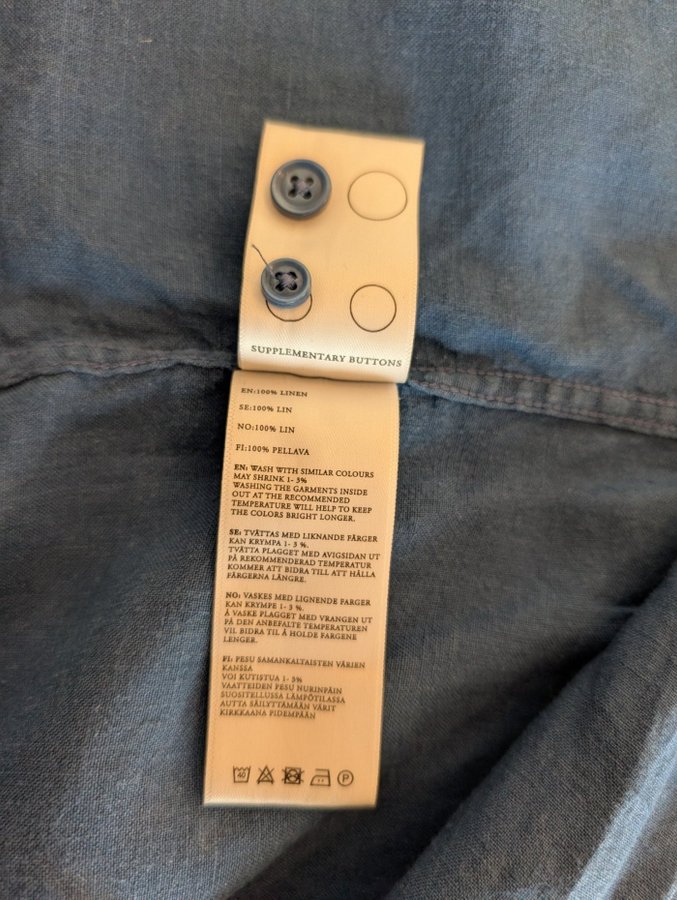 SUPPLEMENTARY BUTTONS
EN:100% LINEN
SE:100% LIN
NO:100% LIN
FI:100% PELLAVA
EN: WASH WITH SIMILAR COLOURS
MAY SHRINK 1- 3%
WASHING THE GARMENTS INSIDE
OUT AT THE RECOMMENDED
TEMPERATURE WILL HELP TO KEEP
THE COLORS BRIGHT LONGER.
SE: TVÄTTAS MED LIKNANDE FÄRGER
KAN KRYMPA 1- 3 %.
TVÄTTA PLAGGET MED AVIGSIDAN UT
PÅ REKOMMENDERAD TEMPERATUR
KOMMER ATT BIDRA TILL ATT HÅLLA
FÄRGERNA LÄNGRE.
NO: VASKES MED LIGNENDE FARGER
KAN KRYMPE 1- 3 %.
Å VASKE PLAGGET MED VRANGEN UT
PÅ DEN ANBEFALTE TEMPERATUREN
VIL BIDRA TIL Å HOLDE FARGENE
LENGER.
FI: PESU SAMANKALTAISTEN VÄRIEN
KANSSA
VOI KUTISTUA 1- 3%
VAATTEIDEN PESU NURINPÄIN
SUOSITELLUSSA LÄMPÖTILASSA
AUTTA SÄILYTTÄMÄÄN VÄRIT
KIRKKAANA PIDEMPÄÄN
40 P